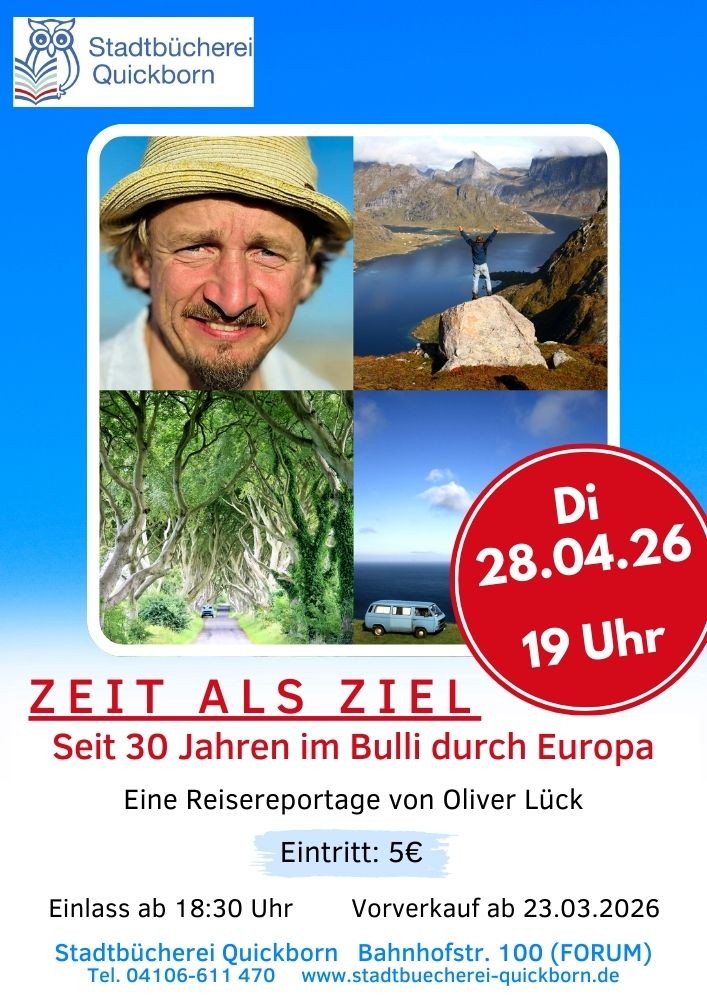 Stadtbücherei
Quickborn
Di
28.04.26
19 Uhr
ZEIT ALS ZIEL
Seit 30 Jahren im Bulli durch Europa
Eine Reisereportage von Oliver Lück
Eintritt: 5€
Einlass ab 18:30 Uhr Vorverkauf ab 23.03.2026
Stadtbücherei Quickborn Bahnhofstr. 100 (FORUM)
Tel. 04106-611 470 www.stadtbuecherei-quickborn.de